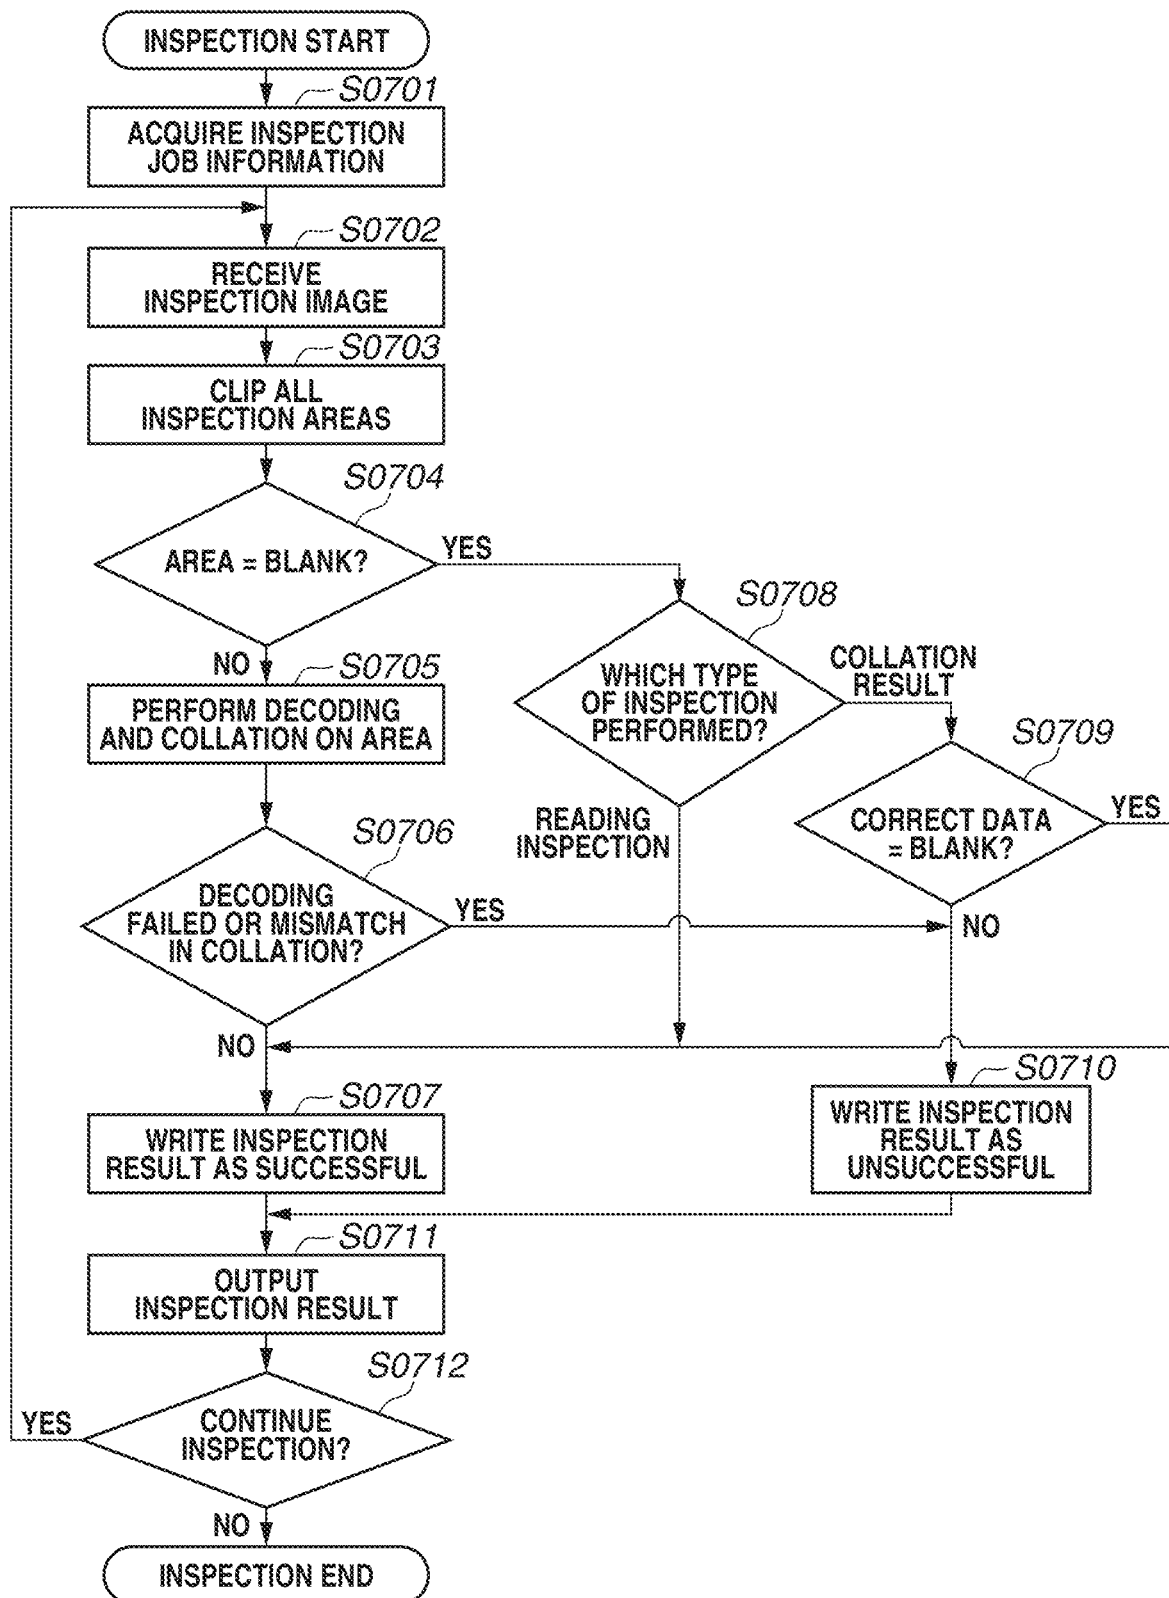 INSPECTION START
S0701
ACQUIRE INSPECTION
JOB INFORMATION
S0702
RECEIVE
INSPECTION IMAGE
S0703
CLIP ALL
INSPECTION AREAS
S0704
AREA = BLANK?
YES
NO
S0705
PERFORM DECODING
AND COLLATION ON AREA
S0708
WHICH TYPE
OF INSPECTION
PERFORMED?
COLLATION
RESULT
READING
INSPECTION
S0709
CORRECT DATA
= BLANK?
YES
NO
S0706
DECODING
FAILED OR MISMATCH
IN COLLATION?
YES
NO
S0707
WRITE INSPECTION
RESULT AS SUCCESSFUL
S0710
WRITE INSPECTION
RESULT AS
UNSUCCESSFUL
S0711
OUTPUT
INSPECTION RESULT
S0712
CONTINUE
INSPECTION?
YES
NO
INSPECTION END